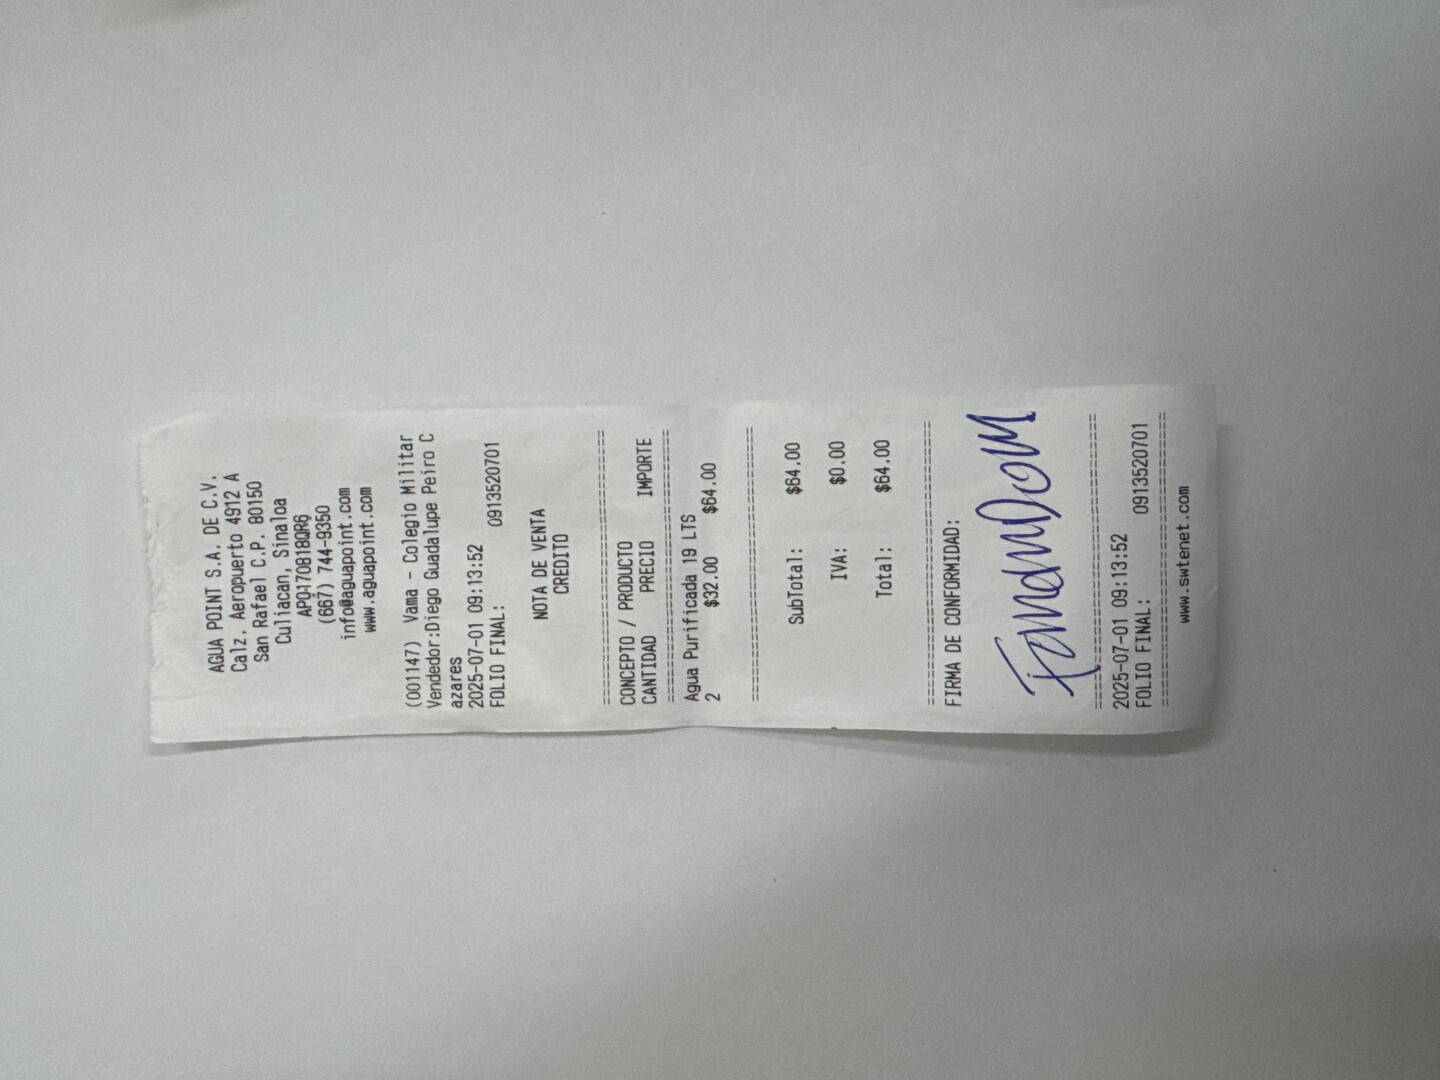 AGUA POINT S.A. DE C.V.
Calz. Aeropuerto 4912 A
San Rafael C.P. 80150
Culiacan, Sinaloa
APO170818QR6
(667) 744-9350
info@aguapoint.com
www.aguapoint.com
(001147) Vama - Colegio Militar
Vendedor:Diego Guadalupe Peiro C
azares
2025-07-01 09:13:52
FOLIO FINAL: 0913520701
NOTA DE VENTA
CREDITO
CONCEPTO / PRODUCTO
CANTIDAD PRECIO IMPORTE
Agua Purificada 19 LTS
2 $32.00 $64.00
SubTotal: $64.00
IVA: $0.00
Total: $64.00
FIRMA DE CONFORMIDAD:
2025-07-01 09:13:52
FOLIO FINAL: 0913520701
www.swtenet.com